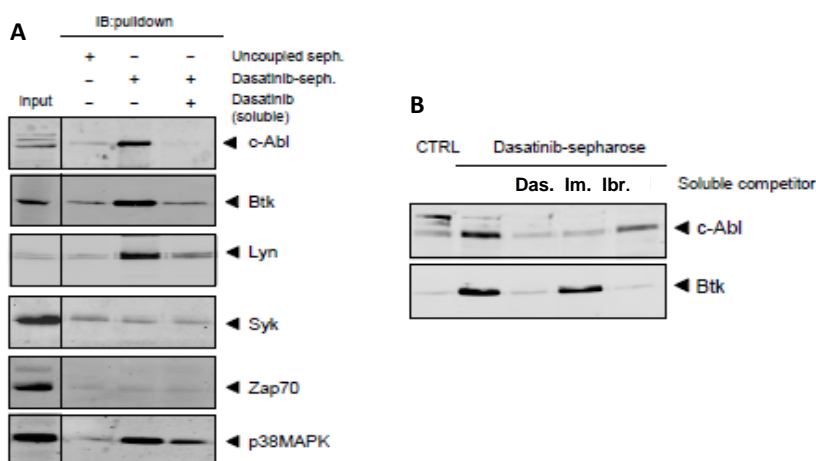 A
IB:pulldown
+ – – Uncoupled seph.
– + + Dasatinib-seph.
Input – – + Dasatinib
(soluble)
c-Abl
Btk
Lyn
Syk
Zap70
p38MAPK
B
CTRL Dasatinib-sepharose
Das. Im. Ibr. Soluble competitor
c-Abl
Btk